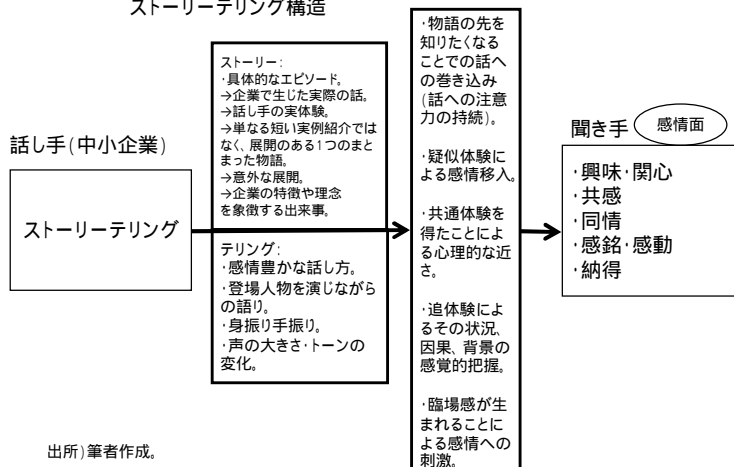 ストーリーテリング構造
話し手(中小企業)
ストーリーテリング
ストーリー:
·具体的なエピソード。
→企業で生じた実際の話。
→話し手の実体験。
→単なる短い実例紹介では
なく、展開のある1つのまと
まった物語。
→意外な展開。
→企業の特徴や理念
を象徴する出来事。
テリング:
·感情豊かな話し方。
·登場人物を演じながら
の語り。
·身振り手振り。
·声の大きさ·トーンの
変化。
·物語の先を
知りたくなる
ことでの話へ
の巻き込み
(話への注意
力の持続)。
·疑似体験に
よる感情移入。
·共通体験を
得たことによ
る心理的な近
さ。
·追体験によ
るその状況、
因果、背景の
感覚的把握。
·臨場感が生
まれることに
よる感情への
刺激。
聞き手
感情面
·興味·関心
·共感
·同情
·感銘·感動
·納得
出所)筆者作成。